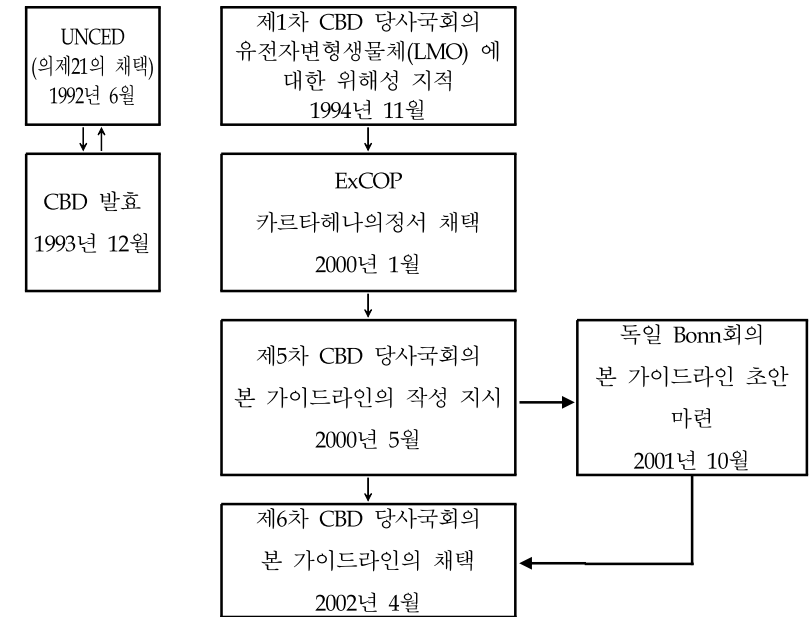 UNCED
(의제21의 채택)
1992년 6월
CBD 발효
1993년 12월
제1차 CBD 당사국회의
유전자변형생물체(LMO) 에
대한 위해성 지적
1994년 11월
ExCOP
카르타헤나의정서 채택
2000년 1월
제5차 CBD 당사국회의
본 가이드라인의 작성 지시
2000년 5월
독일 Bonn회의
본 가이드라인 초안
마련
2001년 10월
제6차 CBD 당사국회의
본 가이드라인의 채택
2002년 4월